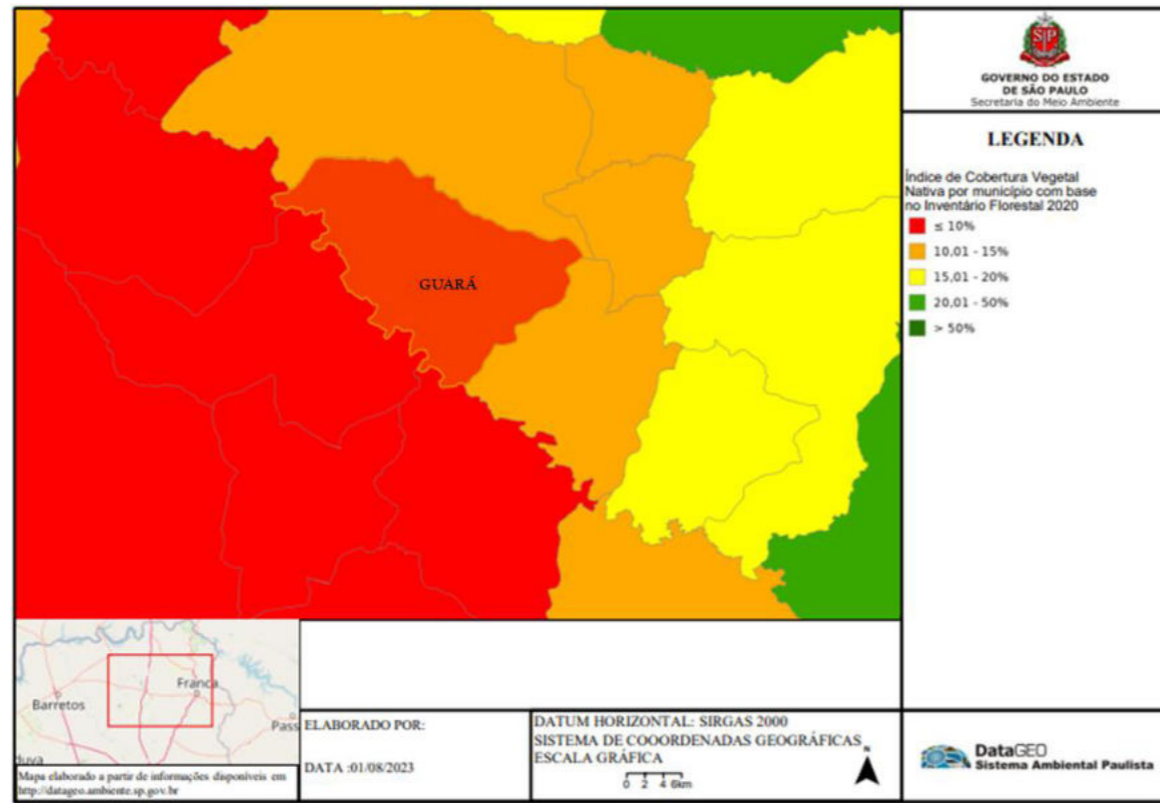 GUARÁ
SP
GOVERNO DO ESTADO
DE SÃO PAULO
Secretaria do Meio Ambiente
LEGENDA
Índice de Cobertura Vegetal
Nativa por município com base
no Inventário Florestal 2020
≤ 10%
10,01 - 15%
15,01 - 20%
20,01 - 50%
> 50%
Franca
Barretos
Pass
duva
Mapa elaborado a partir de informações disponíveis em
http://datageo.ambiente.sp.gov.br
ELABORADO POR:
DATA :01/08/2023
DATUM HORIZONTAL: SIRGAS 2000
SISTEMA DE COOORDENADAS GEOGRÁFICAS
ESCALA GRÁFICA
0 2 4 6km
N
DataGEO
Sistema Ambiental Paulista